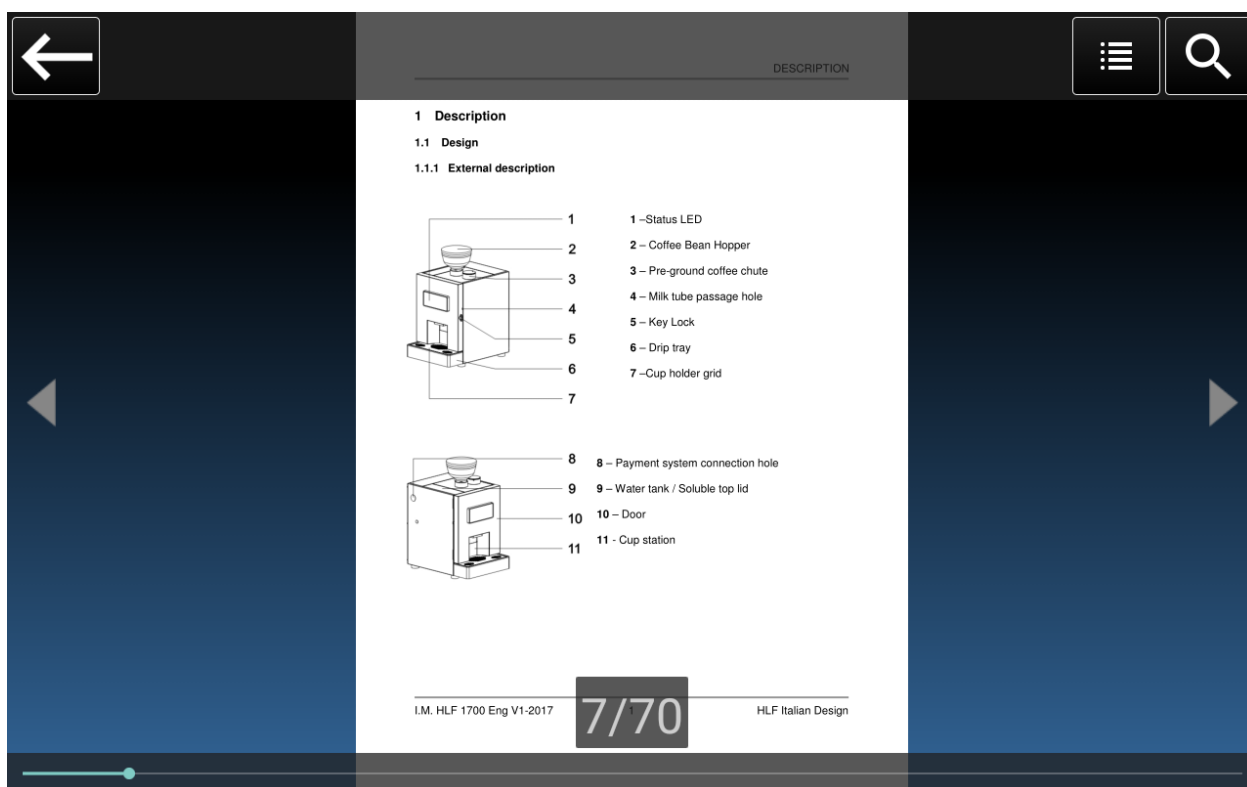 DESCRIPTION
1 Description
1.1 Design
1.1.1 External description
1
2
3
4
5
6
7
1 –Status LED
2 – Coffee Bean Hopper
3 – Pre-ground coffee chute
4 – Milk tube passage hole
5 – Key Lock
6 – Drip tray
7 –Cup holder grid
8
9
10
11
8 – Payment system connection hole
9 – Water tank / Soluble top lid
10 – Door
11 - Cup station
I.M. HLF 1700 Eng V1-2017
1
HLF Italian Design
7/70